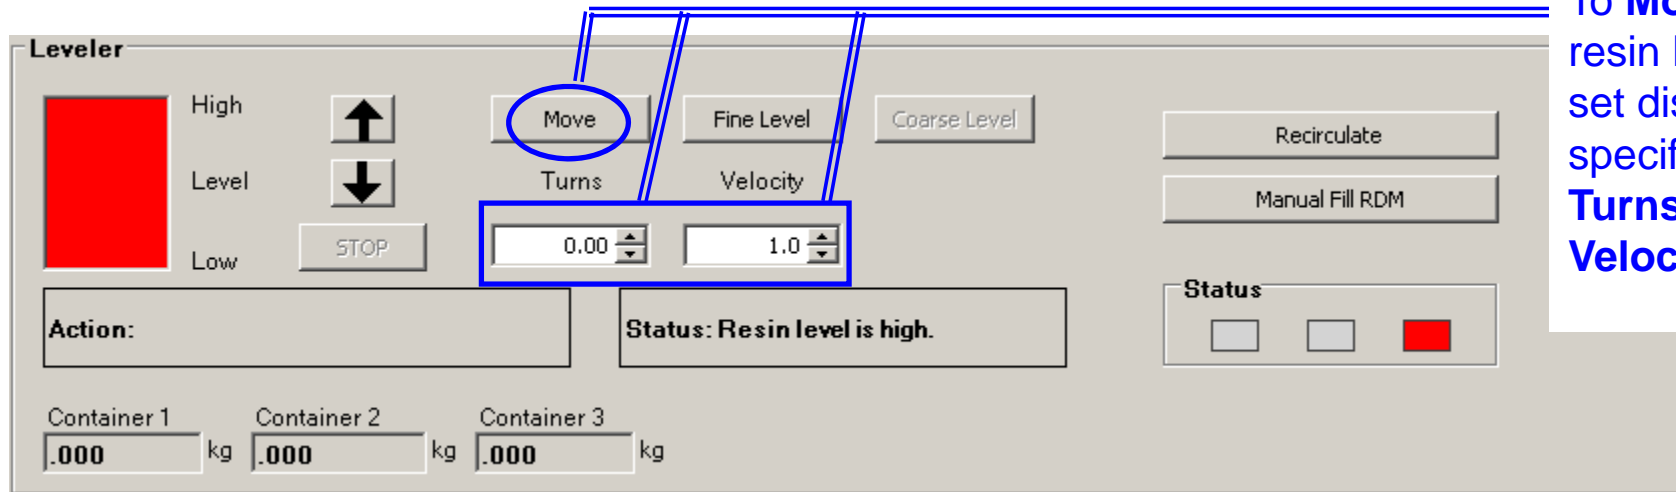 To
resin
set
Turns
Leveler
High
Level
Low
STOP
Move
Fine Level
Coarse Level
Turns
Velocity
0.00
1.0
Recirculate
Manual Fill RDM
Action:
Status: Resin level is high.
Status
Container 1
Container 2
Container 3
.000 kg
.000 kg
.000 kg